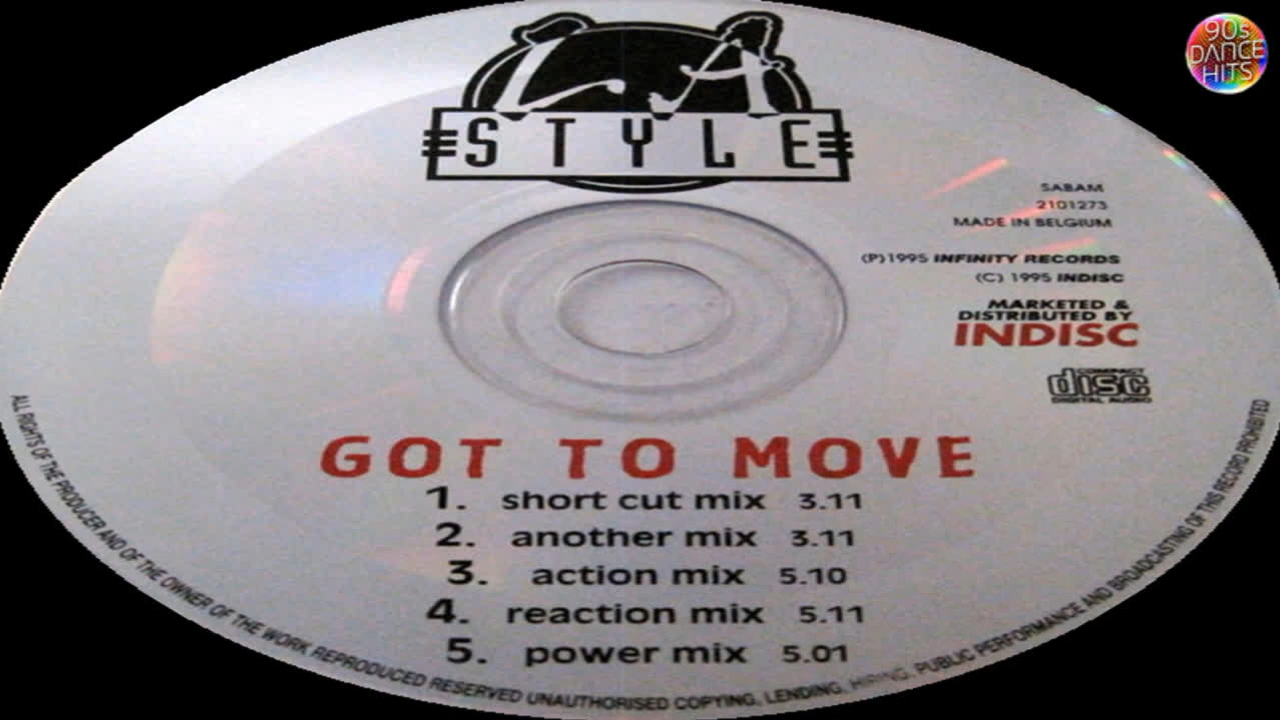 LA
STYLE
90s
DANCE
HITS
SABAM
2101273
MADE IN BELGIUM
(P)1995 INFINITY RECORDS
(C) 1995 INDISC
MARKETED &
DISTRIBUTED BY
INDISC
COMPACT
disc
DIGITAL AUDIO
GOT TO MOVE
1. short cut mix 3.11
2. another mix 3.11
3. action mix 5.10
4. reaction mix 5.11
5. power mix 5.01
ALL RIGHTS OF THE PRODUCER AND OF THE OWNER OF THE WORK REPRODUCED RESERVED UNAUTHORISED COPYING, LENDING, HIRING, PUBLIC PERFORMANCE AND BROADCASTING OF THIS RECORD PROHIBITED